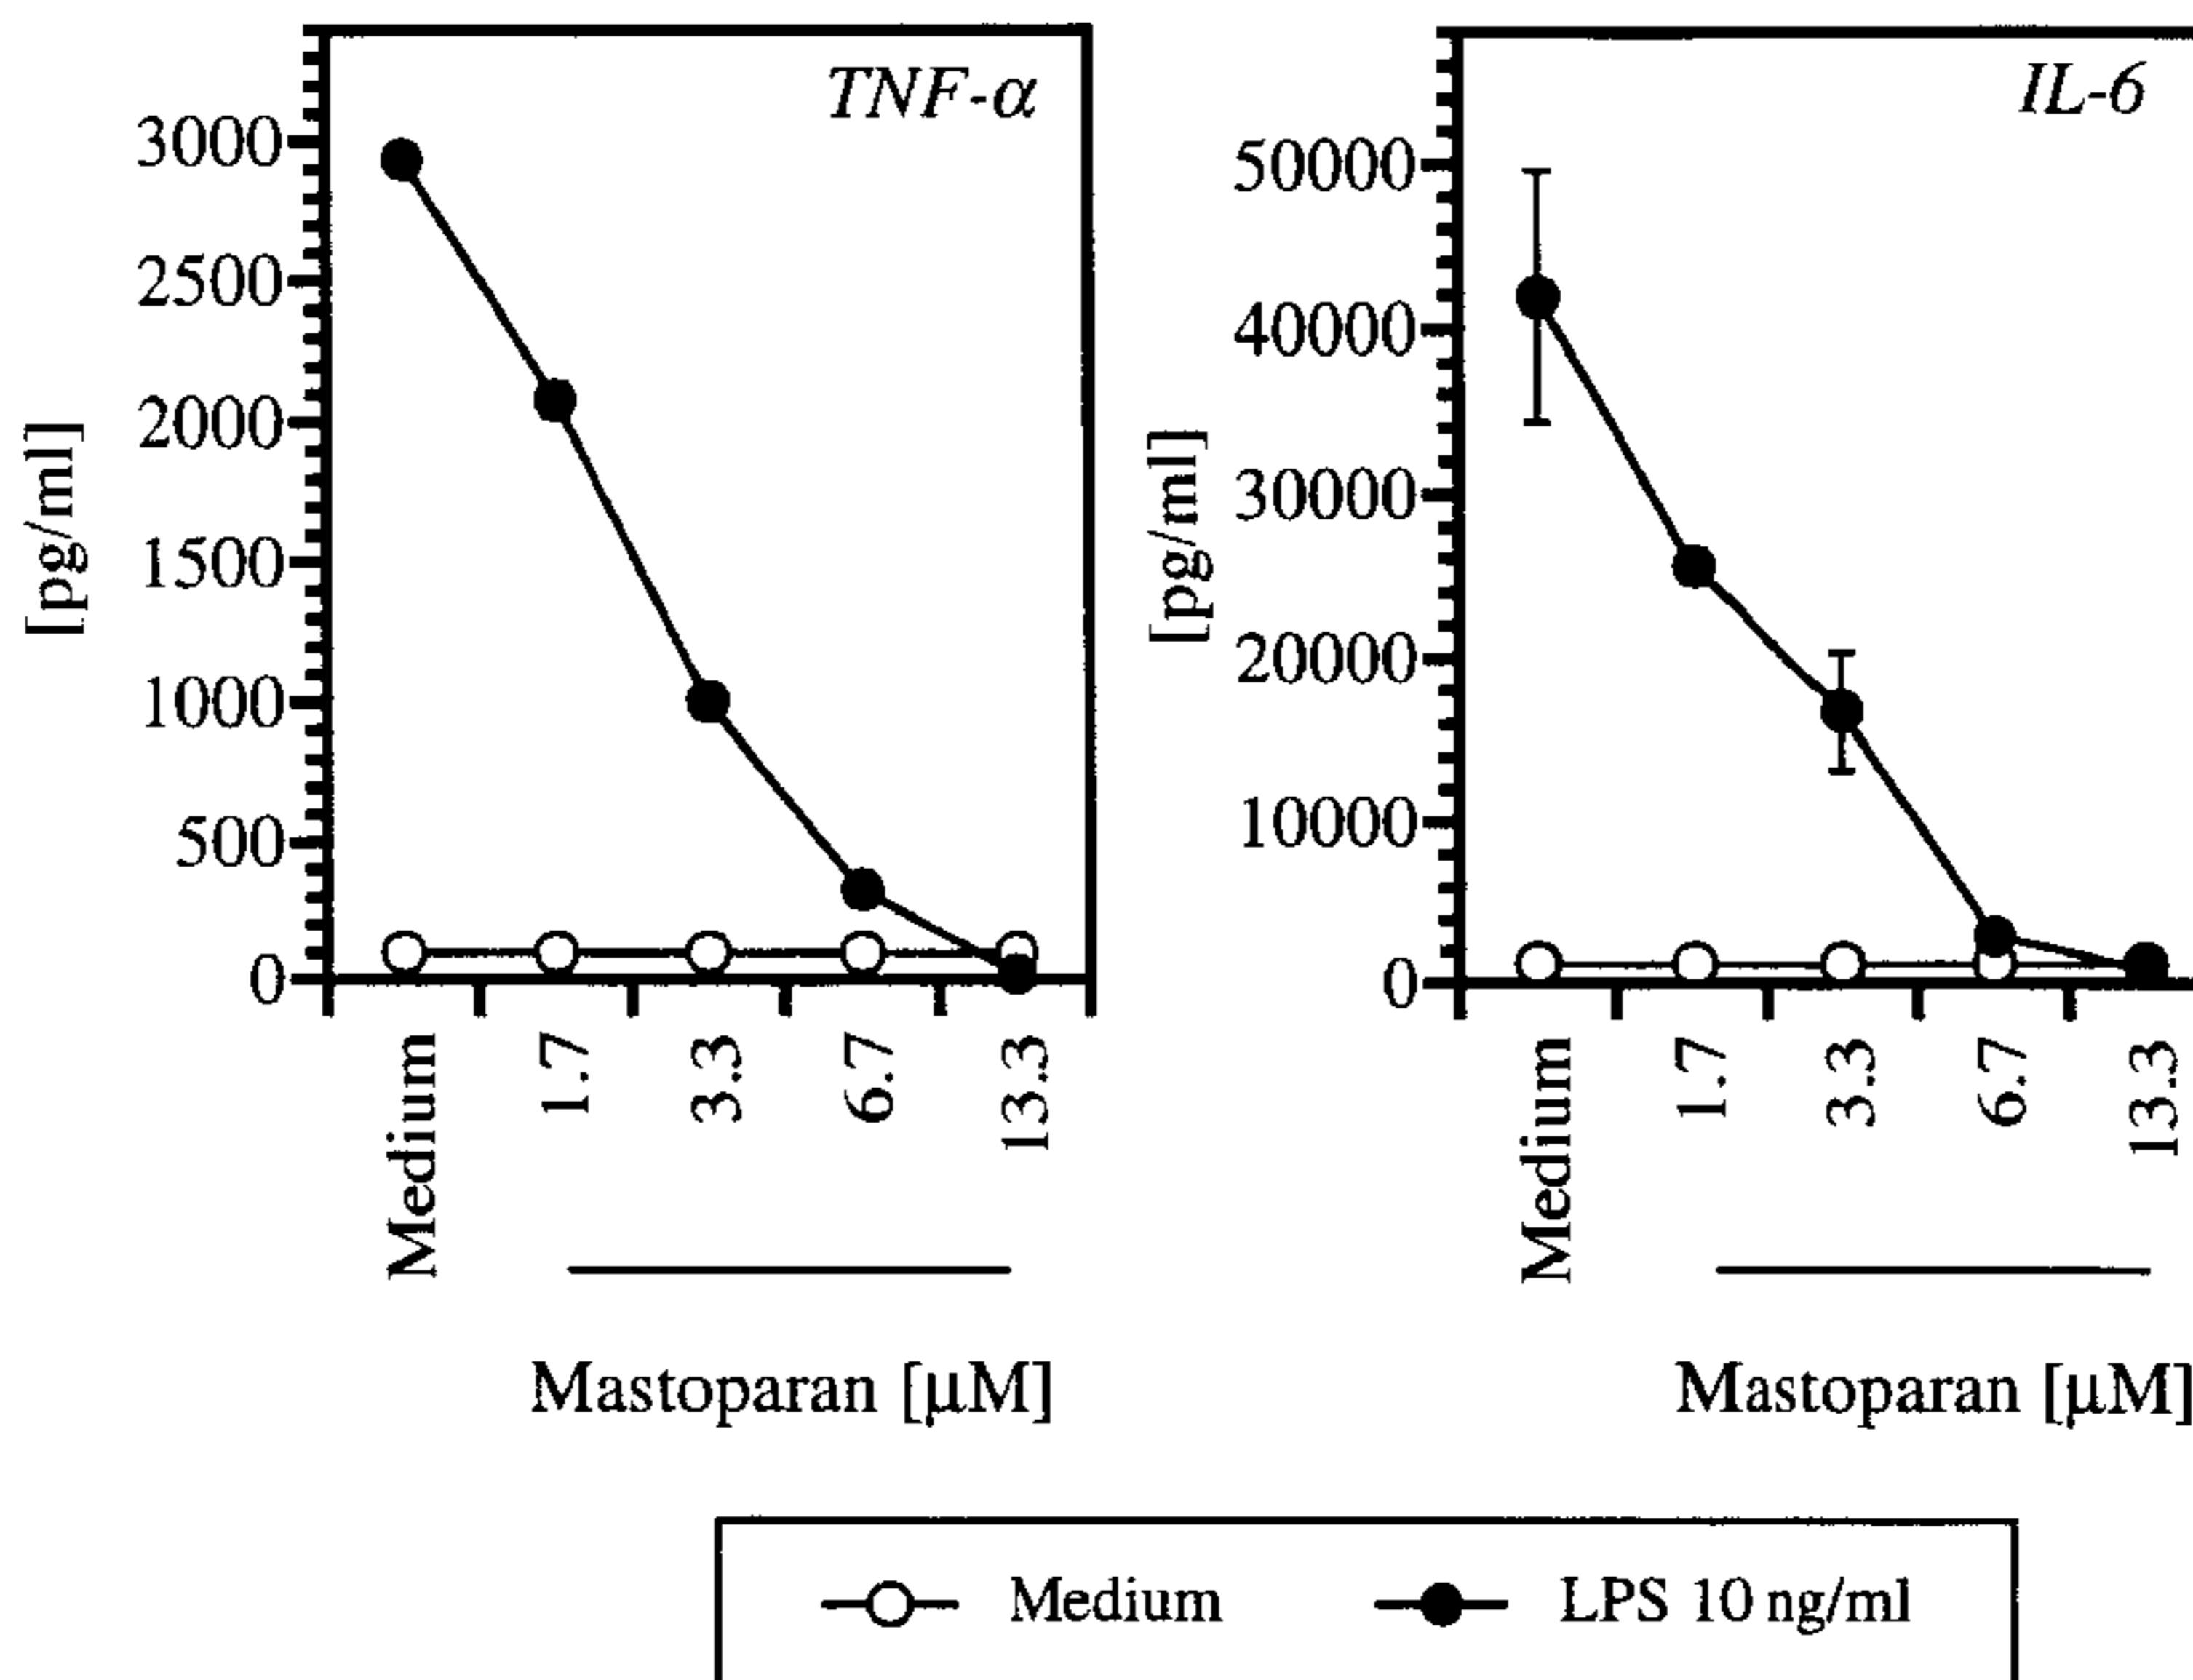 TNF-α
[pg/ml]
3000
2500
2000
1500
1000
500
0
Medium
1.7
3.3
6.7
13.3
Mastoparan [μM]
IL-6
[pg/ml]
50000
40000
30000
20000
10000
0
Medium
1.7
3.3
6.7
13.3
Mastoparan [μM]
Medium LPS 10 ng/ml